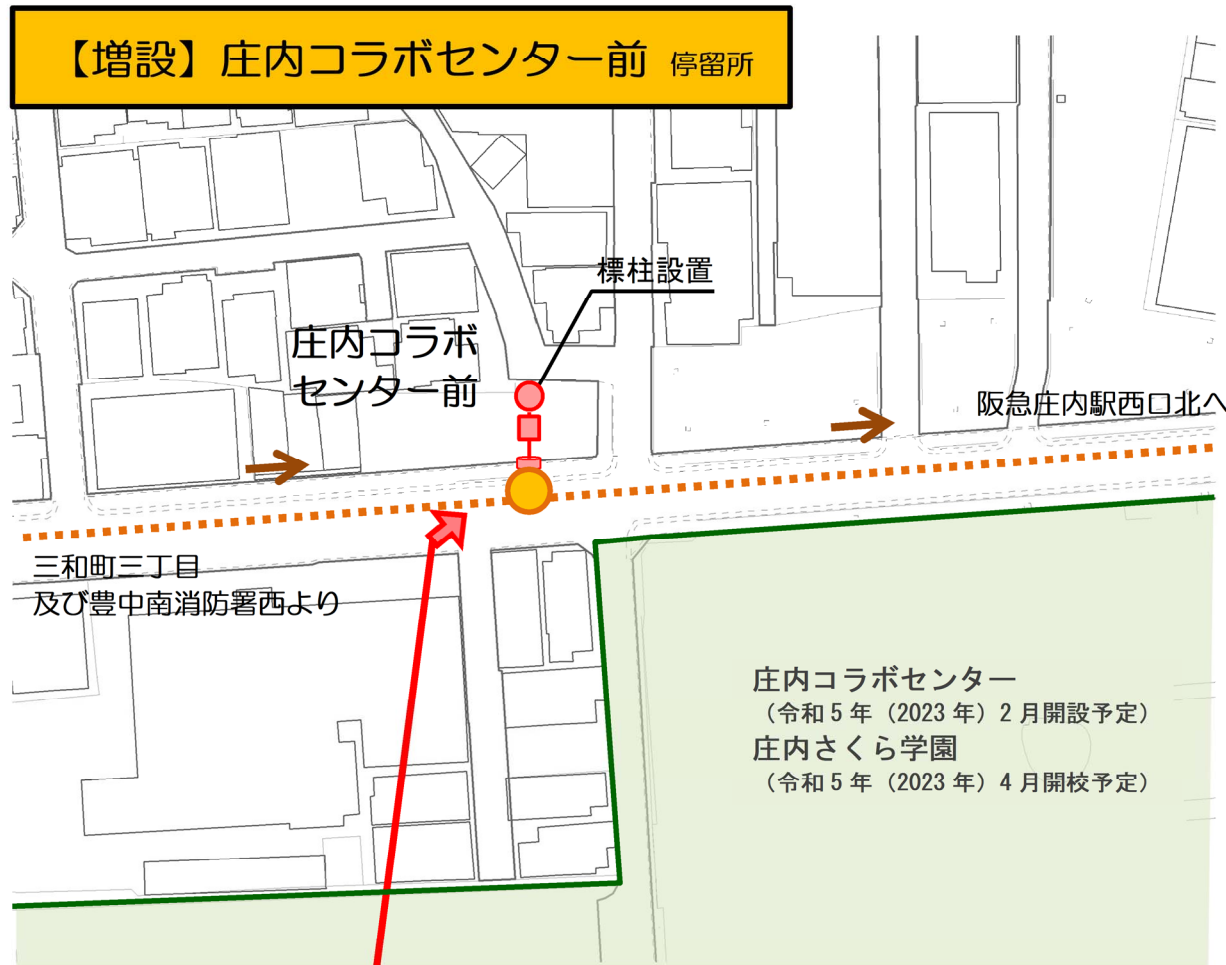 【増設】庄内コラボセンター前 停留所
標柱設置
庄内コラボ
センター前
阪急庄内駅西口北へ
三和町三丁目
及び豊中南消防署西より
庄内コラボセンター
（令和5年（2023年）2月開設予定）
庄内さくら学園
（令和5年（2023年）4月開校予定）